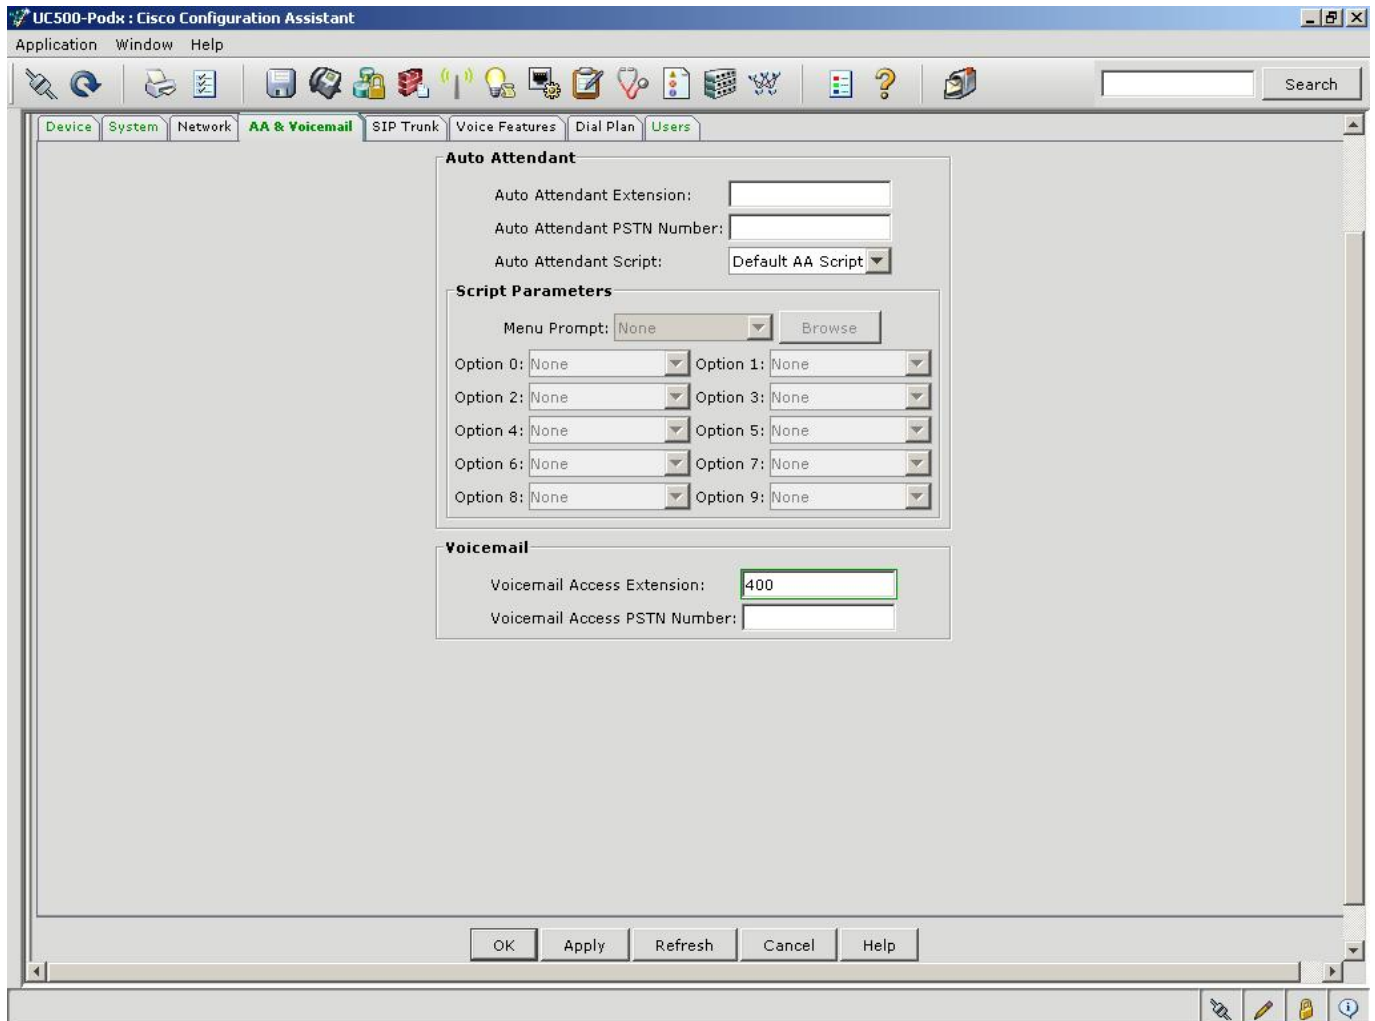 UC500-Podx : Cisco Configuration Assistant
Application Window Help
Search
Device System Network AA & Voicemail SIP Trunk Voice Features Dial Plan Users
Auto Attendant
Auto Attendant Extension:
Auto Attendant PSTN Number:
Auto Attendant Script: Default AA Script
Script Parameters
Menu Prompt: None Browse
Option 0: None Option 1: None
Option 2: None Option 3: None
Option 4: None Option 5: None
Option 6: None Option 7: None
Option 8: None Option 9: None
Voicemail
Voicemail Access Extension: 400
Voicemail Access PSTN Number:
OK Apply Refresh Cancel Help